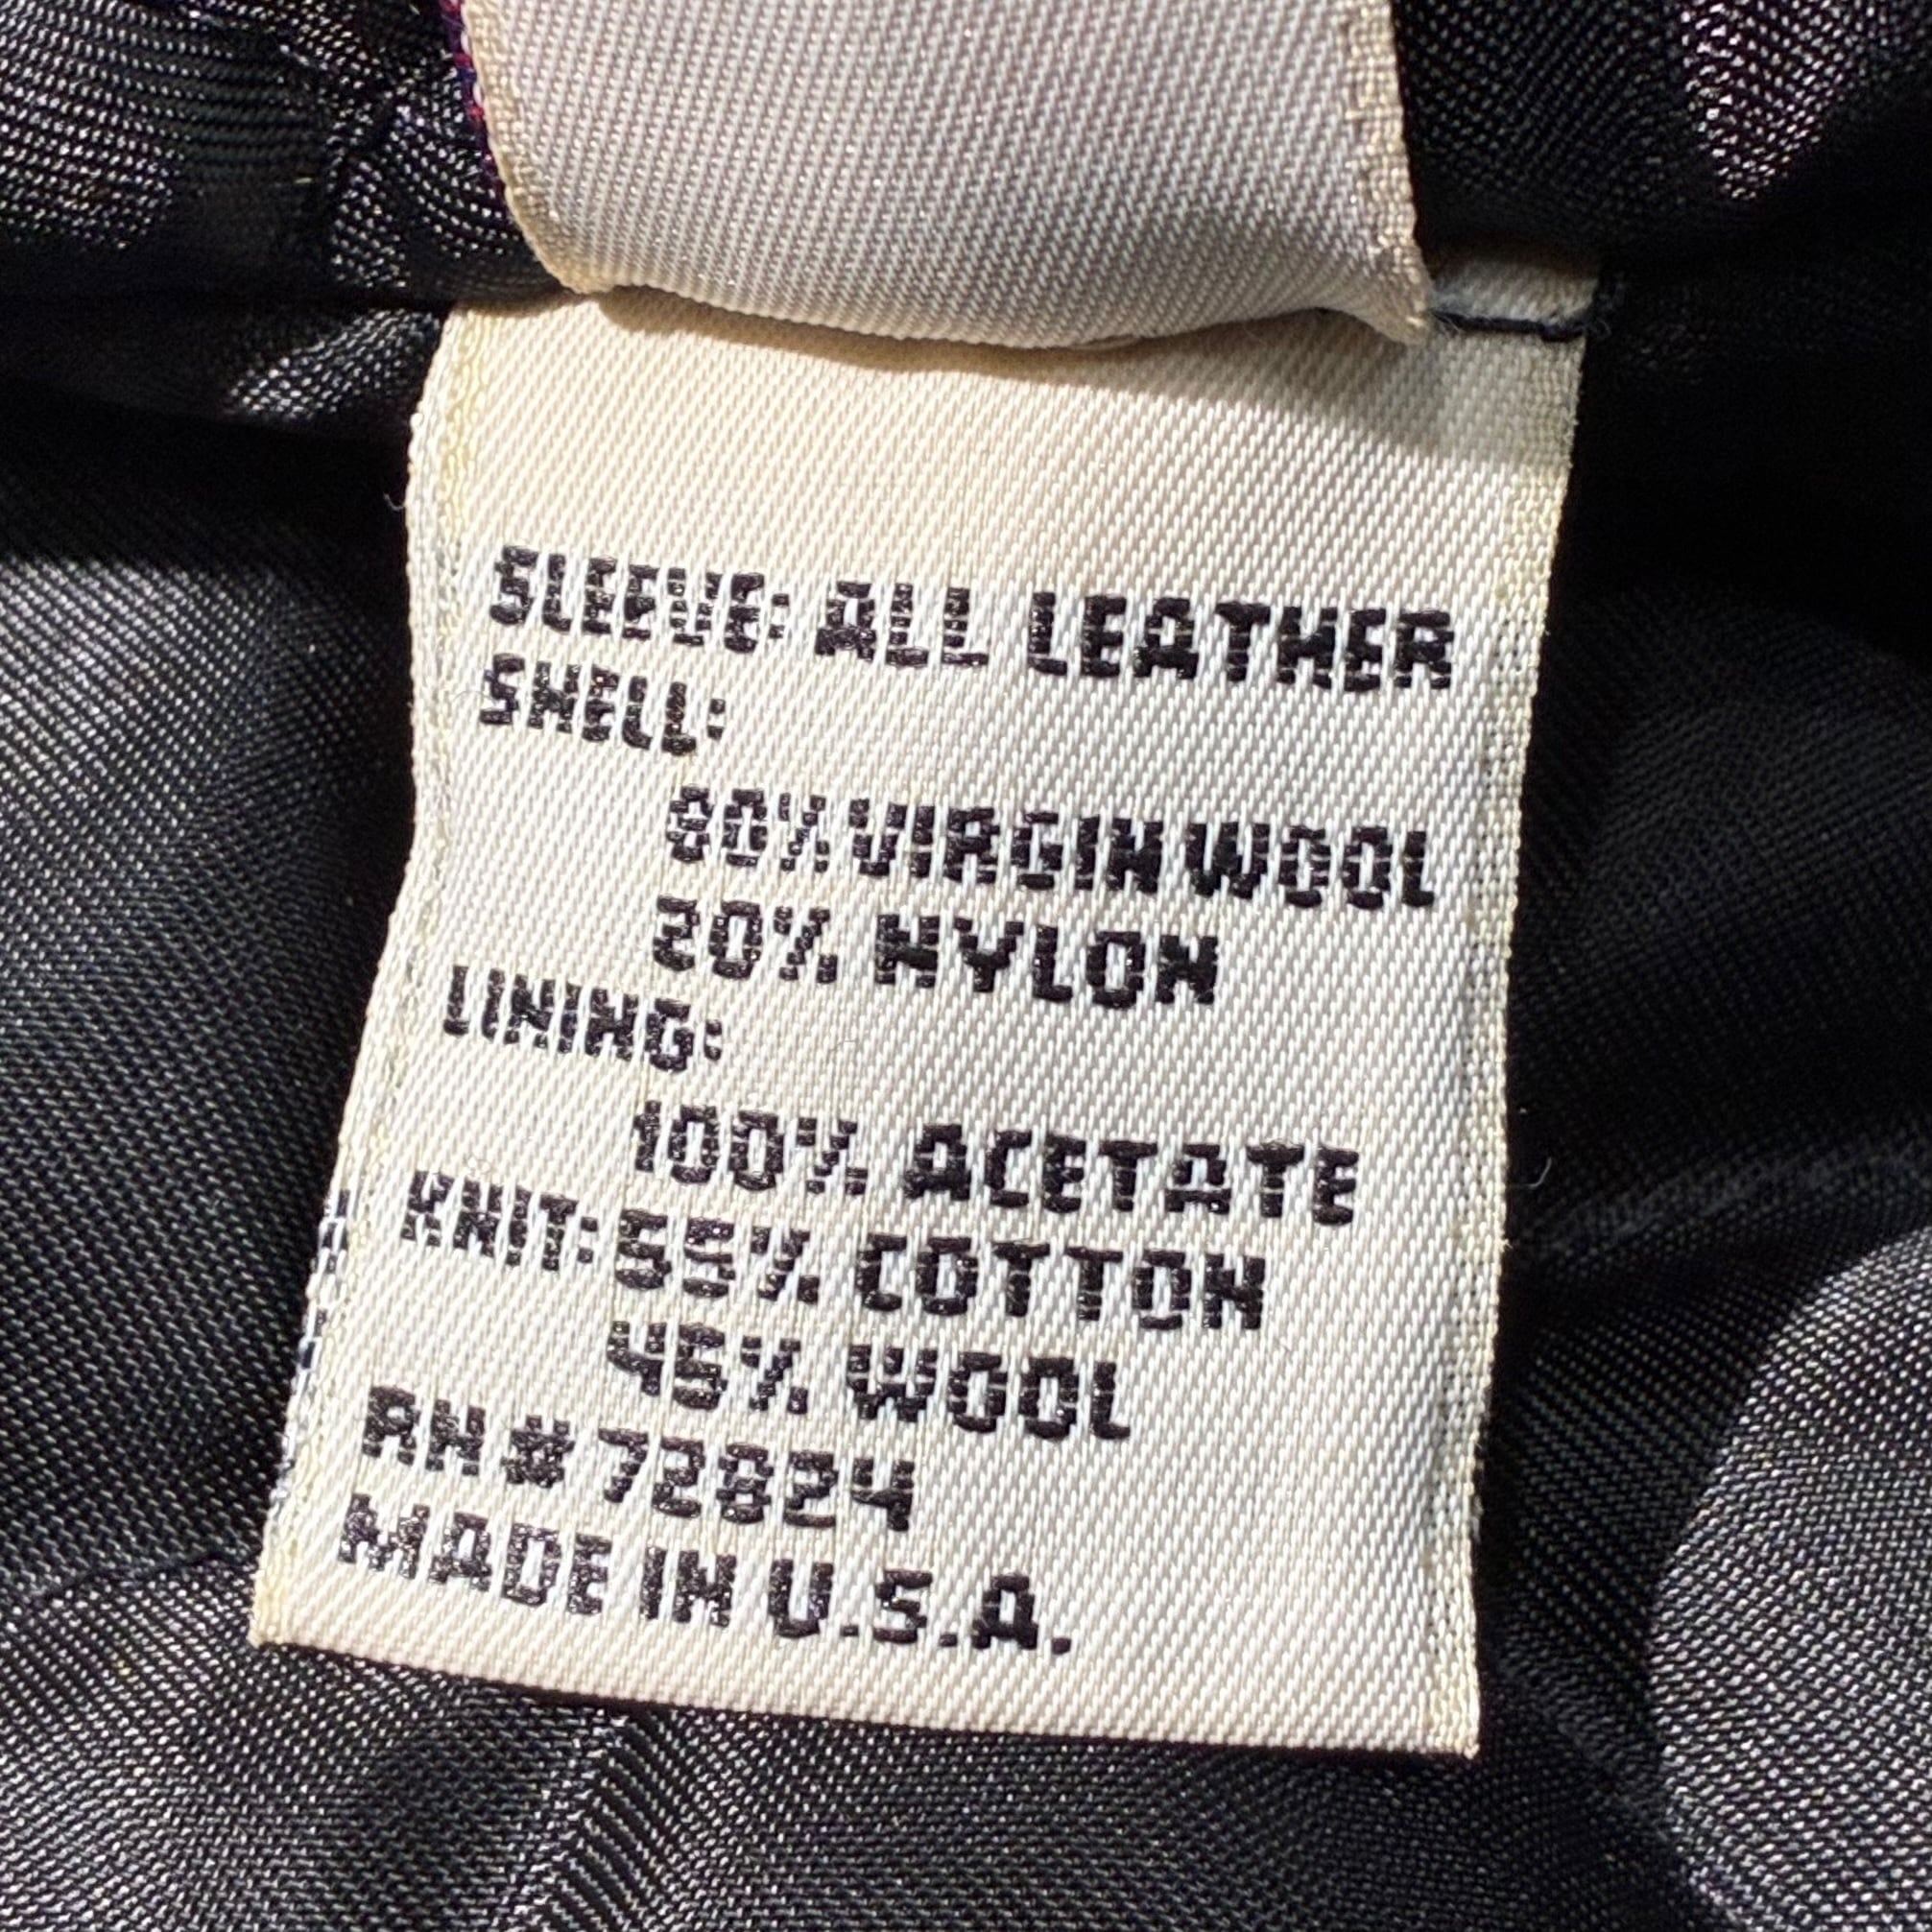 SLEEVE: ALL LEATHER
SHELL:
80% VIRGIN WOOL
20% NYLON
LINING:
100% ACETATE
KNIT: 55% COTTON
45% WOOL
RN # 72824
MADE IN U.S.A.